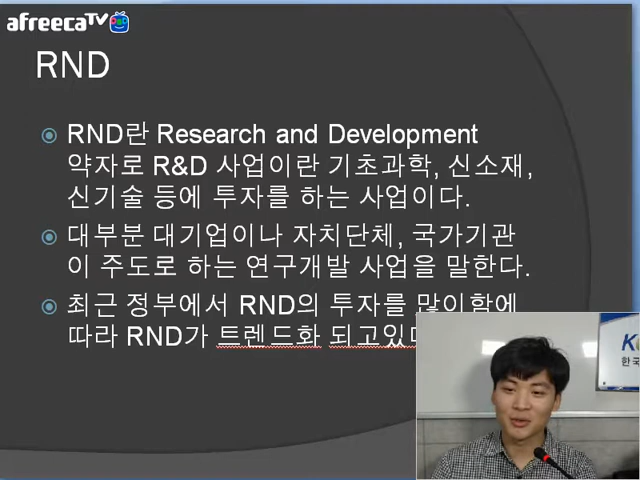 afreecaTV
RND
RND란 Research and Development
약자로 R&D 사업이란 기초과학, 신소재,
신기술 등에 투자를 하는 사업이다.
대부분 대기업이나 자치단체, 국가기관
이 주도로 하는 연구개발 사업을 말한다.
최근 정부에서 RND의 투자를 많이함에
따라 RND가 트렌드화